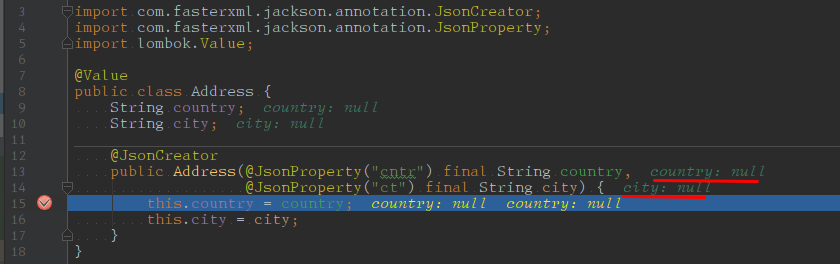 3 import com.fasterxml.jackson.annotation.JsonCreator;
4 import com.fasterxml.jackson.annotation.JsonProperty;
5 import lombok.Value;
6
7 @Value
8 public class Address {
9 String country; country: null
10 String city; city: null
11
12 @JsonCreator
13 public Address(@JsonProperty("cntr") final String country, country: null
14 @JsonProperty("ct") final String city) { city: null
15 this.country = country; country: null country: null
16 this.city = city;
17 }
18 }